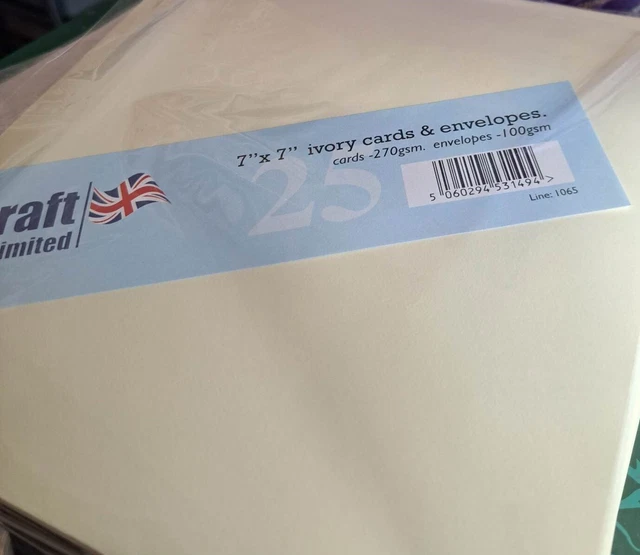 raft
imited
25
7”x 7” ivory cards & envelopes.
cards -270gsm. envelopes -100gsm
5 060294 531494 >
Line: 1065